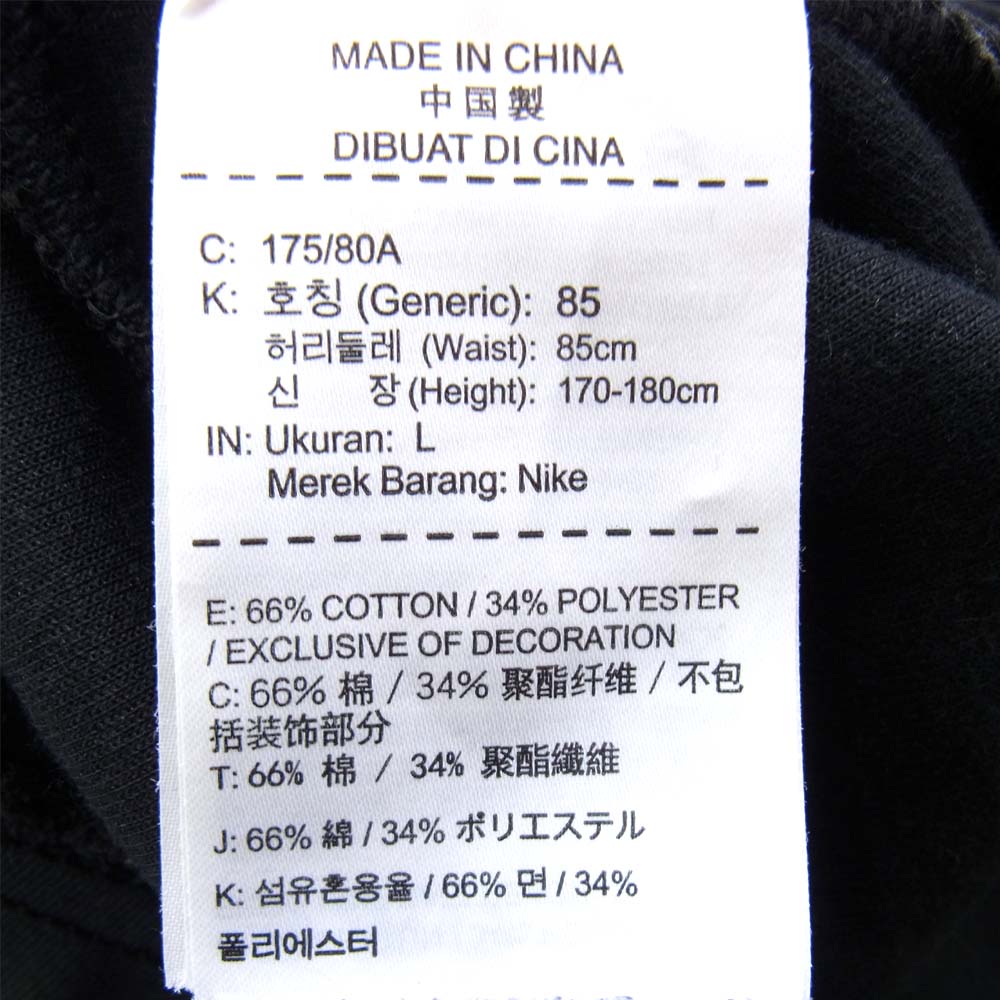 MADE IN CHINA
中国製
DIBUAT DI CINA
C: 175/80A
K: 호칭 (Generic): 85
허리둘레 (Waist): 85cm
신 장 (Height): 170-180cm
IN: Ukuran: L
Merek Barang: Nike
E: 66% COTTON / 34% POLYESTER
/ EXCLUSIVE OF DECORATION
C: 66% 棉 / 34% 聚酯纤维 / 不包
括装饰部分
T: 66% 棉 / 34% 聚酯纖維
J: 66% 綿 / 34% ポリエステル
K: 섬유혼용율 / 66% 면 / 34%
폴리에스터